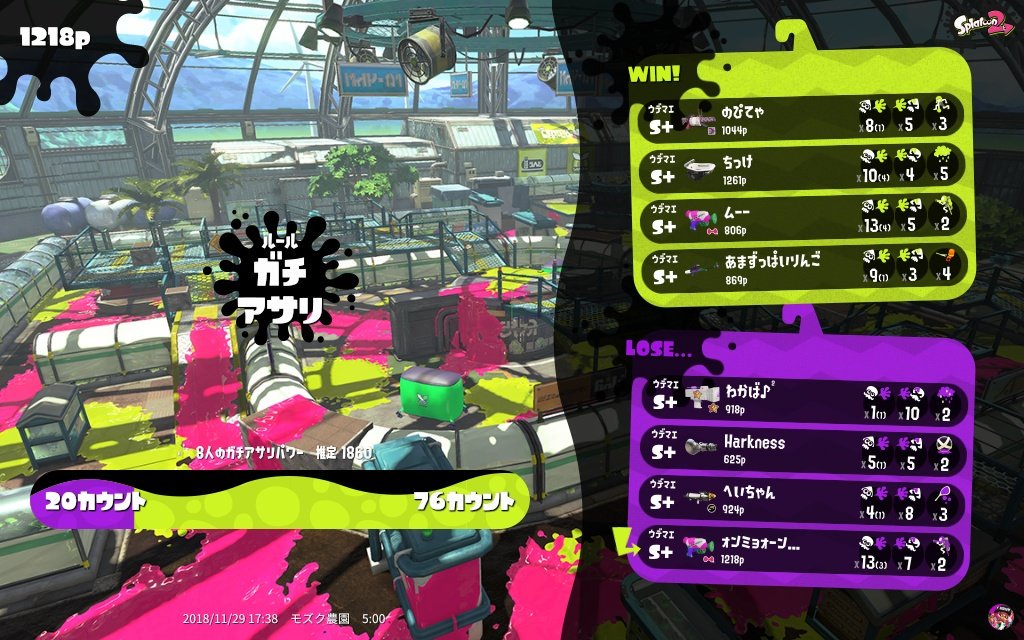 1218p
Splatoon 2
MAP-01
ルール
ガチ
アサリ
8人のガチアサリパワー 推定 1860
20カウント
76カウント
2018/11/29 17:38 モズク農園 5:00
WIN!
ウデマエ S+ のびてゃ 1044p x8(1) x5 x3
ウデマエ S+ ちっけ 1261p x10(4) x4 x5
ウデマエ S+ ムー- 806p x13(4) x5 x2
ウデマエ S+ あまずっぱいりんご 869p x9(1) x3 x4
LOSE...
ウデマエ S+ わかば♪² 918p x1(1) x10 x2
ウデマエ S+ Harkness 625p x5(1) x5 x2
ウデマエ S+ へいちゃん 924p x4(1) x8 x3
ウデマエ S+ オンミョォーン... 1218p x13(3) x7 x2